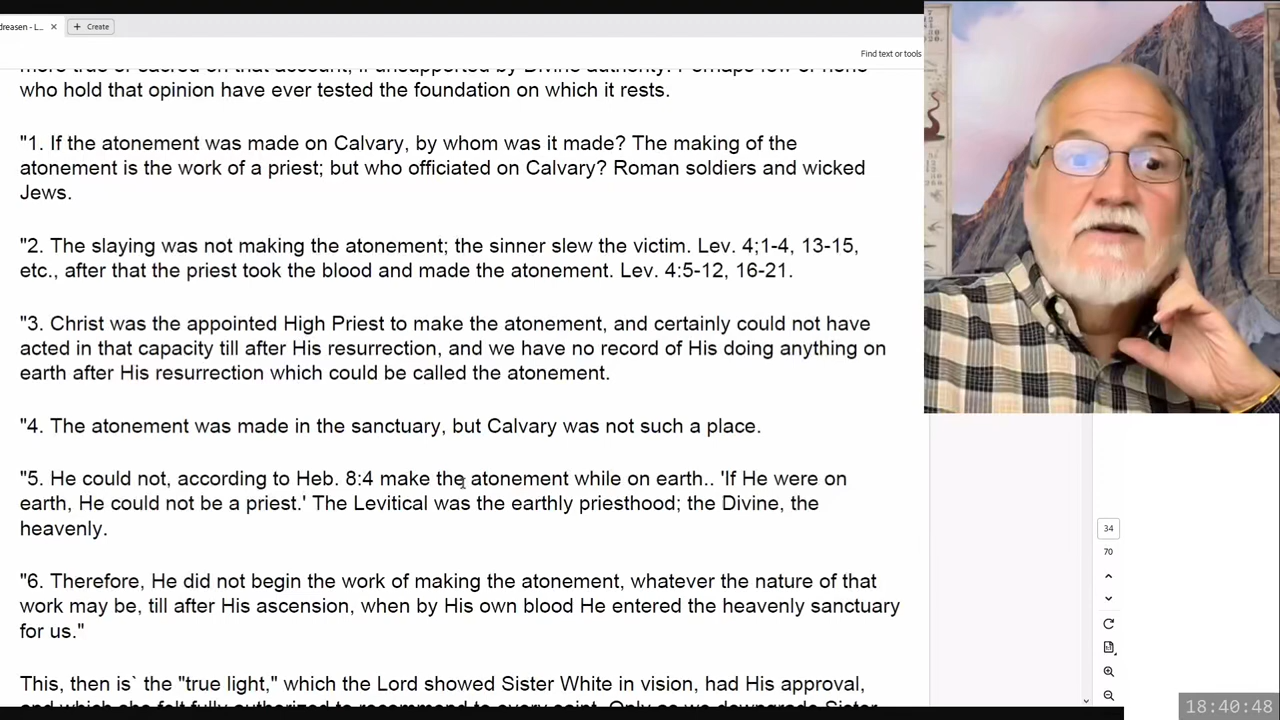 dreasen - L... × + Create
Find text or tools
who hold that opinion have ever tested the foundation on which it rests.
"1. If the atonement was made on Calvary, by whom was it made? The making of the
atonement is the work of a priest; but who officiated on Calvary? Roman soldiers and wicked
Jews.
"2. The slaying was not making the atonement; the sinner slew the victim. Lev. 4;1-4, 13-15,
etc., after that the priest took the blood and made the atonement. Lev. 4:5-12, 16-21.
"3. Christ was the appointed High Priest to make the atonement, and certainly could not have
acted in that capacity till after His resurrection, and we have no record of His doing anything on
earth after His resurrection which could be called the atonement.
"4. The atonement was made in the sanctuary, but Calvary was not such a place.
"5. He could not, according to Heb. 8:4 make the atonement while on earth.. 'If He were on
earth, He could not be a priest.' The Levitical was the earthly priesthood; the Divine, the
heavenly.
"6. Therefore, He did not begin the work of making the atonement, whatever the nature of that
work may be, till after His ascension, when by His own blood He entered the heavenly sanctuary
for us."
This, then is` the "true light," which the Lord showed Sister White in vision, had His approval,
34
70
18:40:48